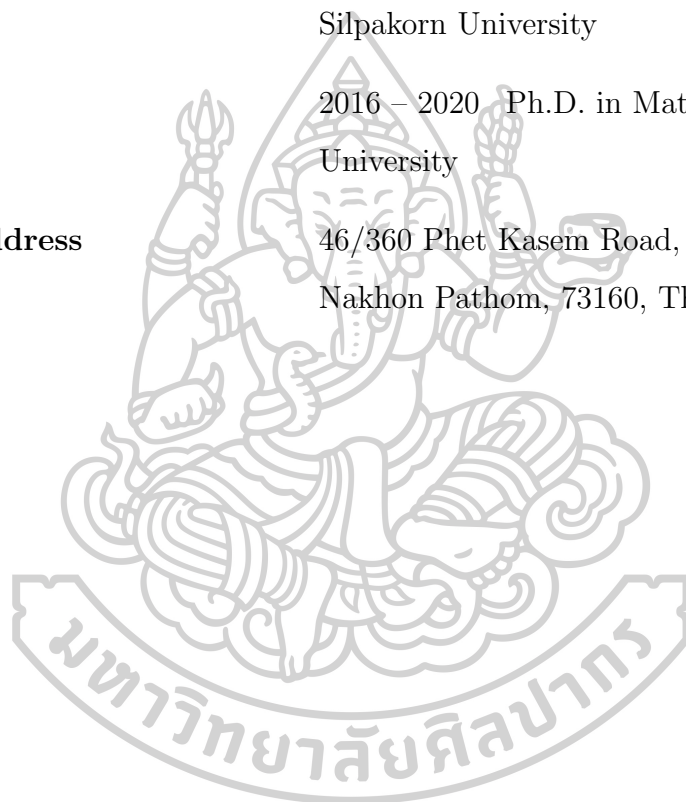 Silpakorn University
2016 – 2020 Ph.D. in Mat
University
ldress 46/360 Phet Kasem Road,
Nakhon Pathom, 73160, Th
มหาวิทยาลัยศิลปากร